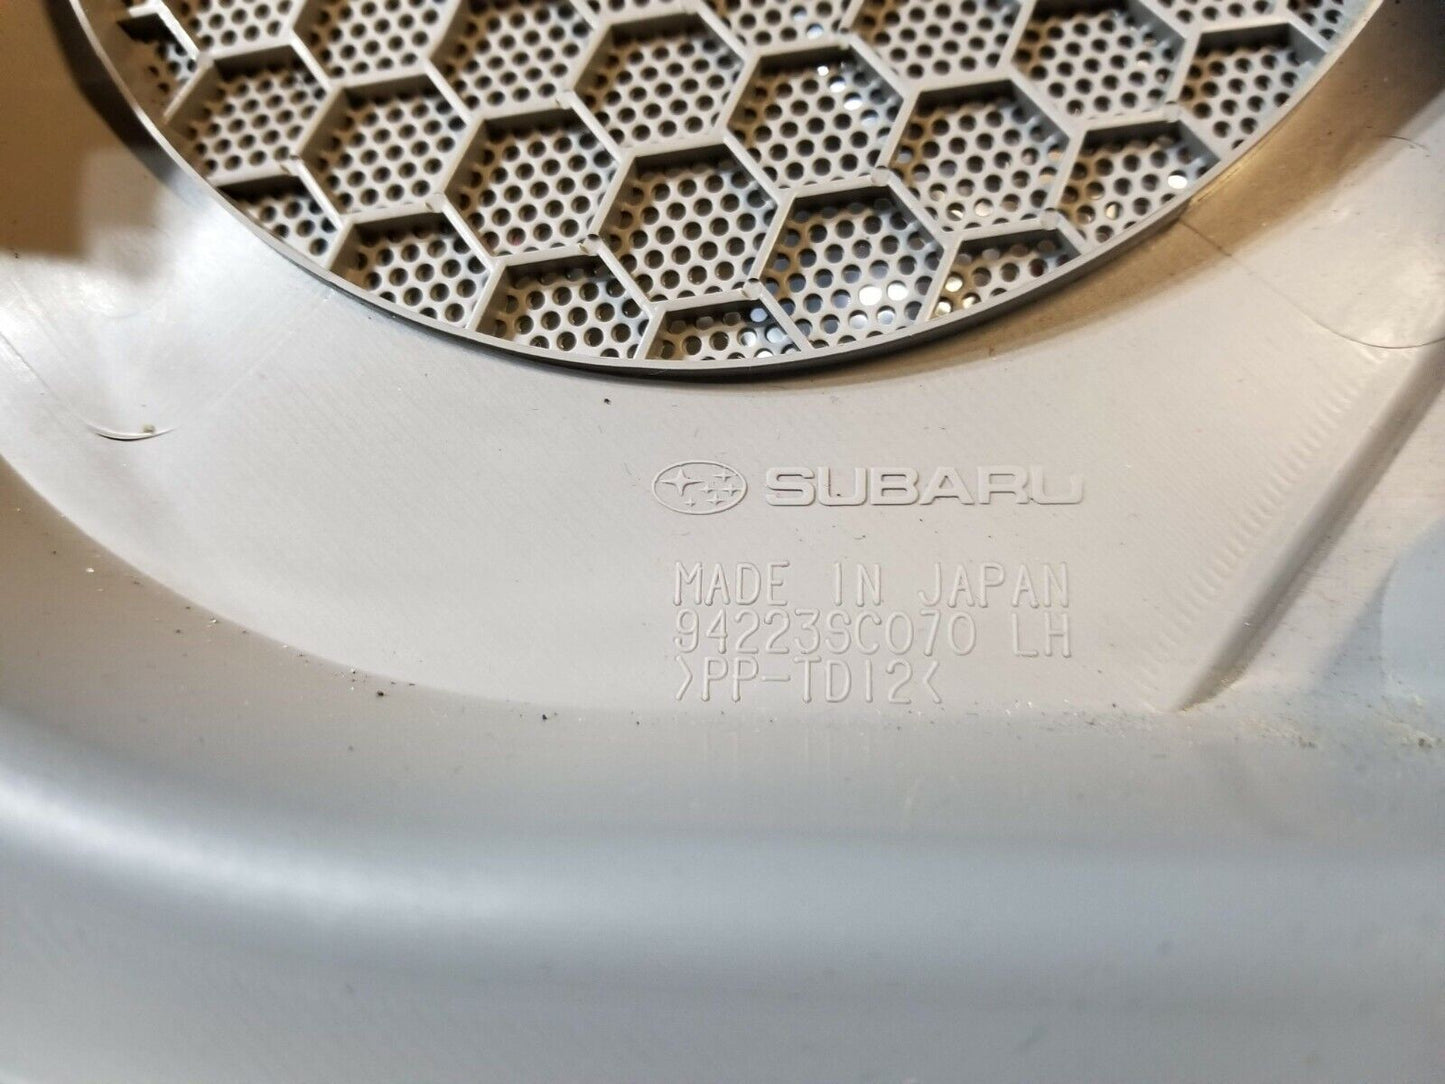 SUBARU
MADE IN JAPAN
94223SC070 LH
>PP-TD12<